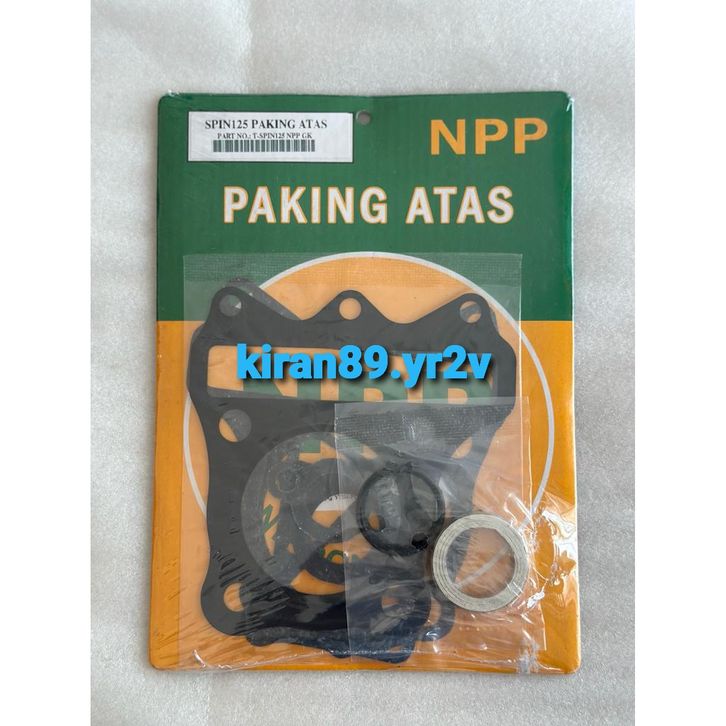 SPIN125 PAKING ATAS
PART NO.: T-SPIN125 NPP GK
NPP
PAKING ATAS
kiran89.yr2v